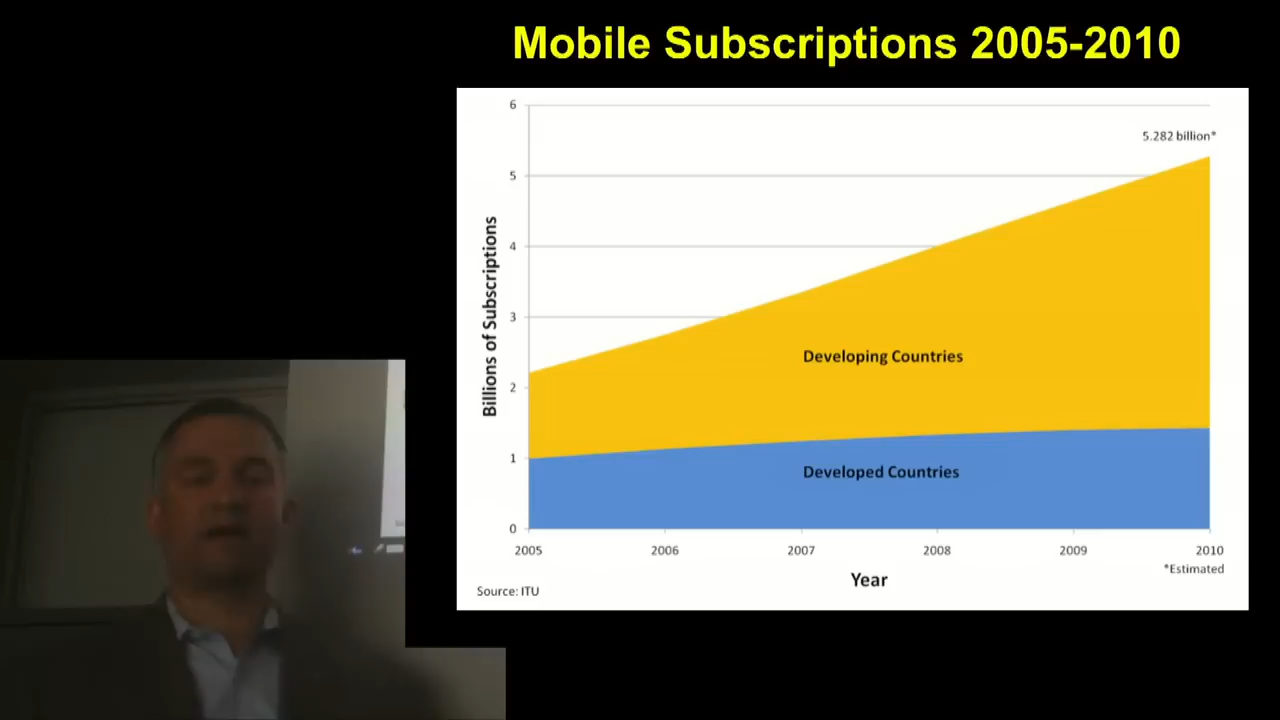 Mobile Subscriptions 2005-2010
6
5.282 billion*
5
4
3
2
1
0
Billions of Subscriptions
Developing Countries
Developed Countries
2005 2006 2007 2008 2009 2010
*Estimated
Year
Source: ITU